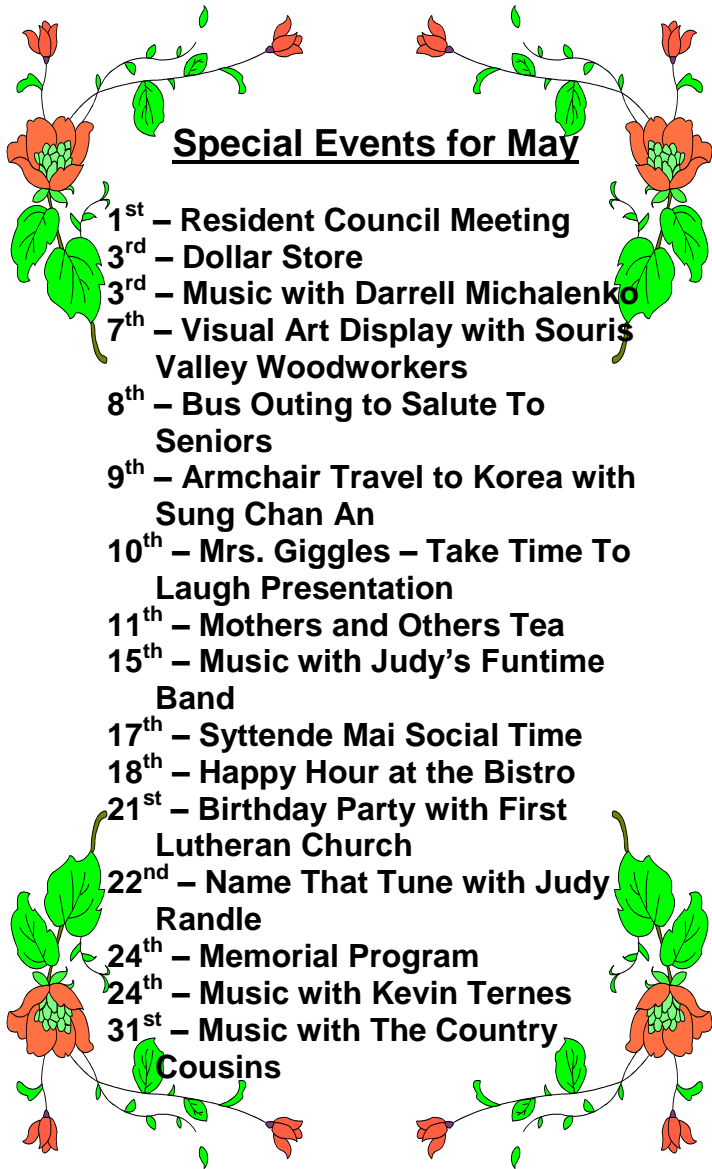 Special Events for May
1st – Resident Council Meeting
3rd – Dollar Store
3rd – Music with Darrell Michalenko
7th – Visual Art Display with Souris
Valley Woodworkers
8th – Bus Outing to Salute To
Seniors
9th – Armchair Travel to Korea with
Sung Chan An
10th – Mrs. Giggles – Take Time To
Laugh Presentation
11th – Mothers and Others Tea
15th – Music with Judy’s Funtime
Band
17th – Syttende Mai Social Time
18th – Happy Hour at the Bistro
21st – Birthday Party with First
Lutheran Church
22nd – Name That Tune with Judy
Randle
24th – Memorial Program
24th – Music with Kevin Ternes
31st – Music with The Country
Cousins